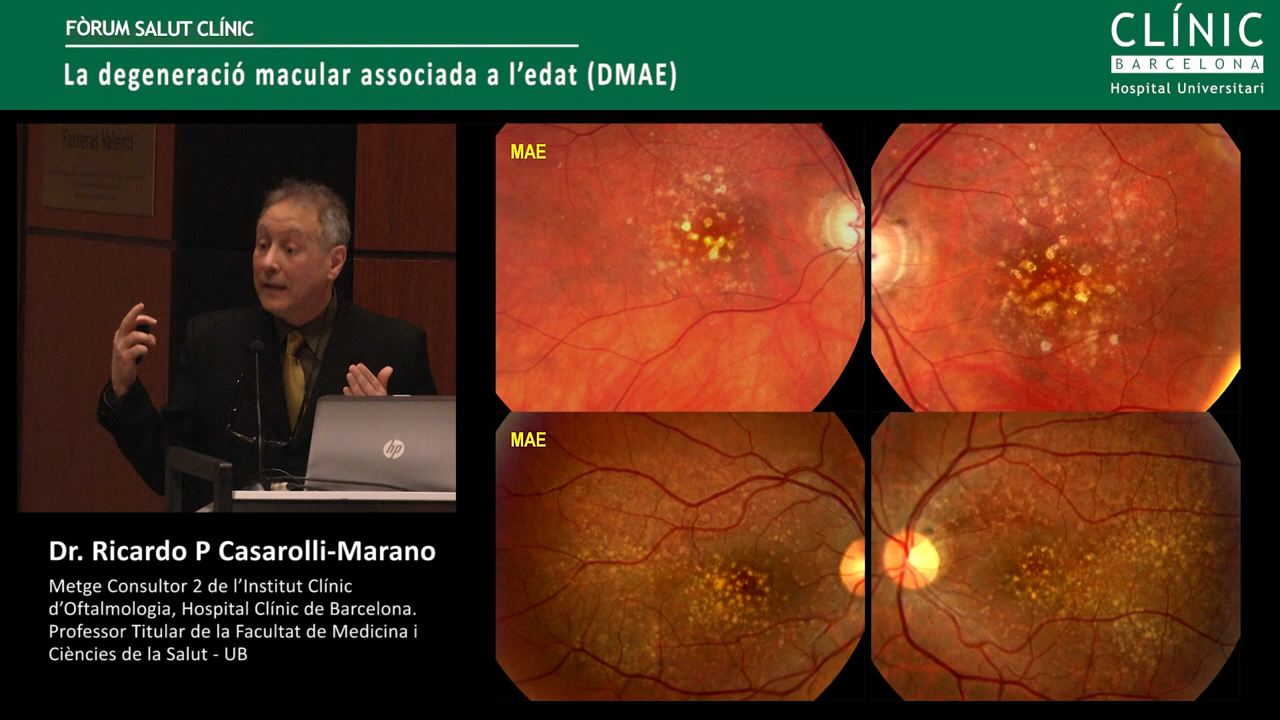 FÒRUM SALUT CLÍNIC
La degeneració macular associada a l'edat (DMAE)
CLÍNIC
BARCELONA
Hospital Universitari
Farreras Valentí
MAE
MAE
hp
Dr. Ricardo P Casarolli-Marano
Metge Consultor 2 de l'Institut Clínic
d'Oftalmologia, Hospital Clínic de Barcelona.
Professor Titular de la Facultat de Medicina i
Ciències de la Salut - UB